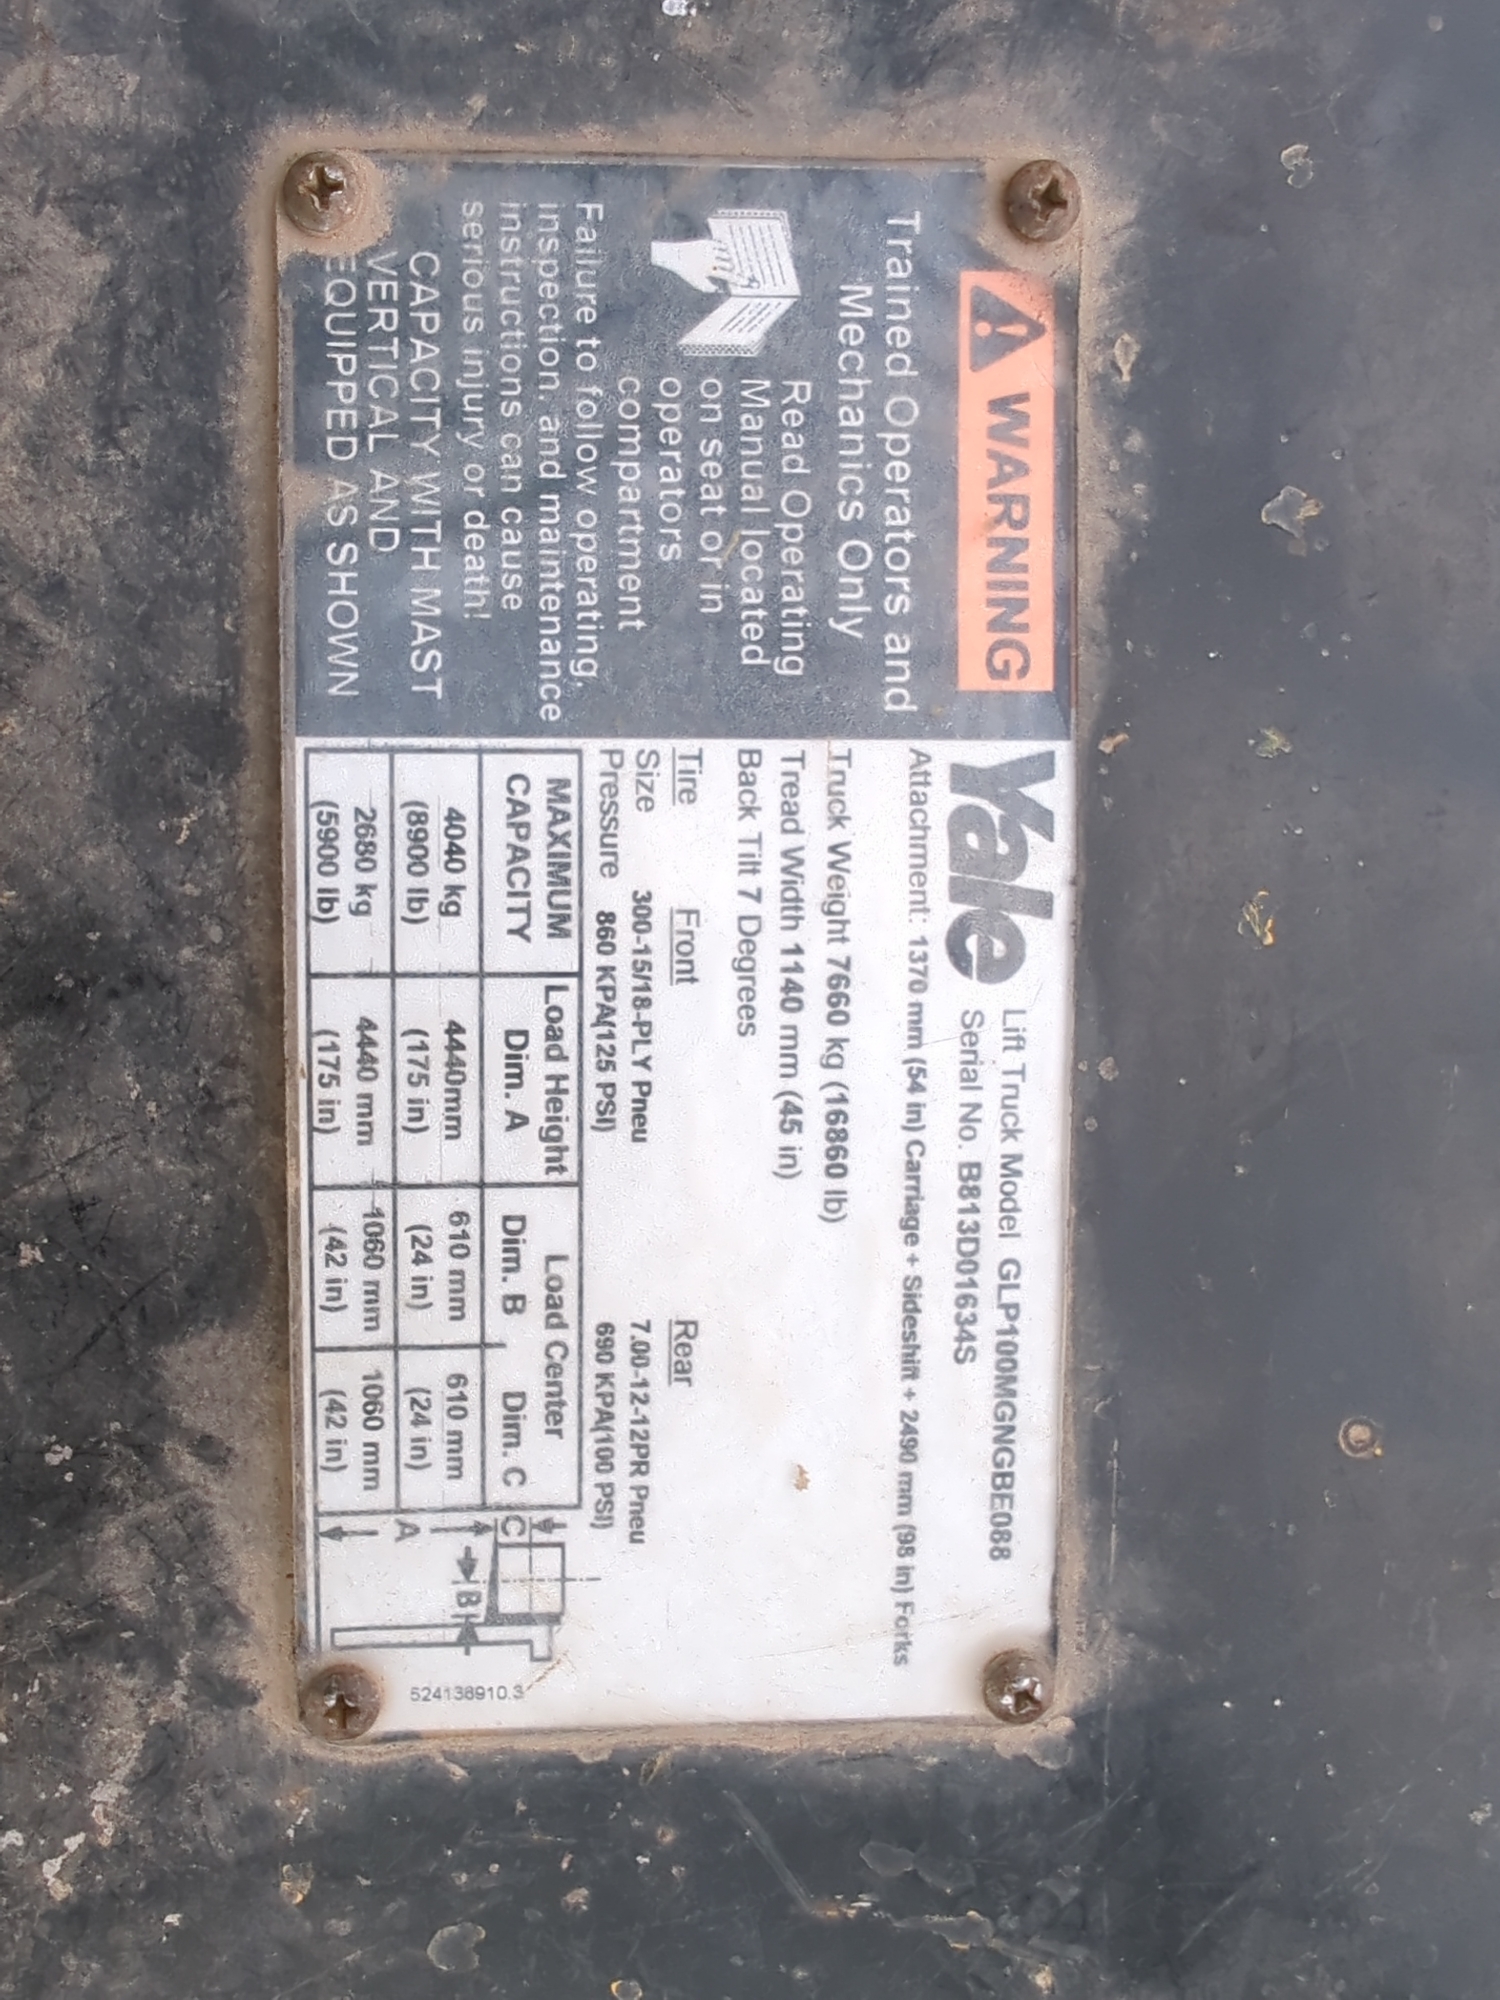 WARNING
Trained Operators and
Mechanics Only
Read Operating
Manual located
on seat or in
operators
compartment
Failure to follow operating,
inspection, and maintenance
instructions can cause
serious injury or death!
CAPACITY WITH MAST
VERTICAL AND
EQUIPPED AS SHOWN
Yale
Lift Truck Model GLP100MGNGBE088
Serial No. B813D01634S
Attachment: 1370 mm (54 in) Carriage + Sideshift + 2490 mm (98 in) Forks
Truck Weight 7660 kg (16860 lb)
Tread Width 1140 mm (45 in)
Back Tilt 7 Degrees
Tire Front Rear
Size 300-15/18-PLY Pneu 7.00-12-12PR Pneu
Pressure 860 KPA(125 PSI) 690 KPA(100 PSI)
MAXIMUM Load Height Load Center
CAPACITY Dim. A Dim. B Dim. C
4040 kg 4440mm 610 mm 610 mm
(8900 lb) (175 in) (24 in) (24 in)
2680 kg 4440 mm 1060 mm 1060 mm
(5900 lb) (175 in) (42 in) (42 in)
C
B
A
524138910.3